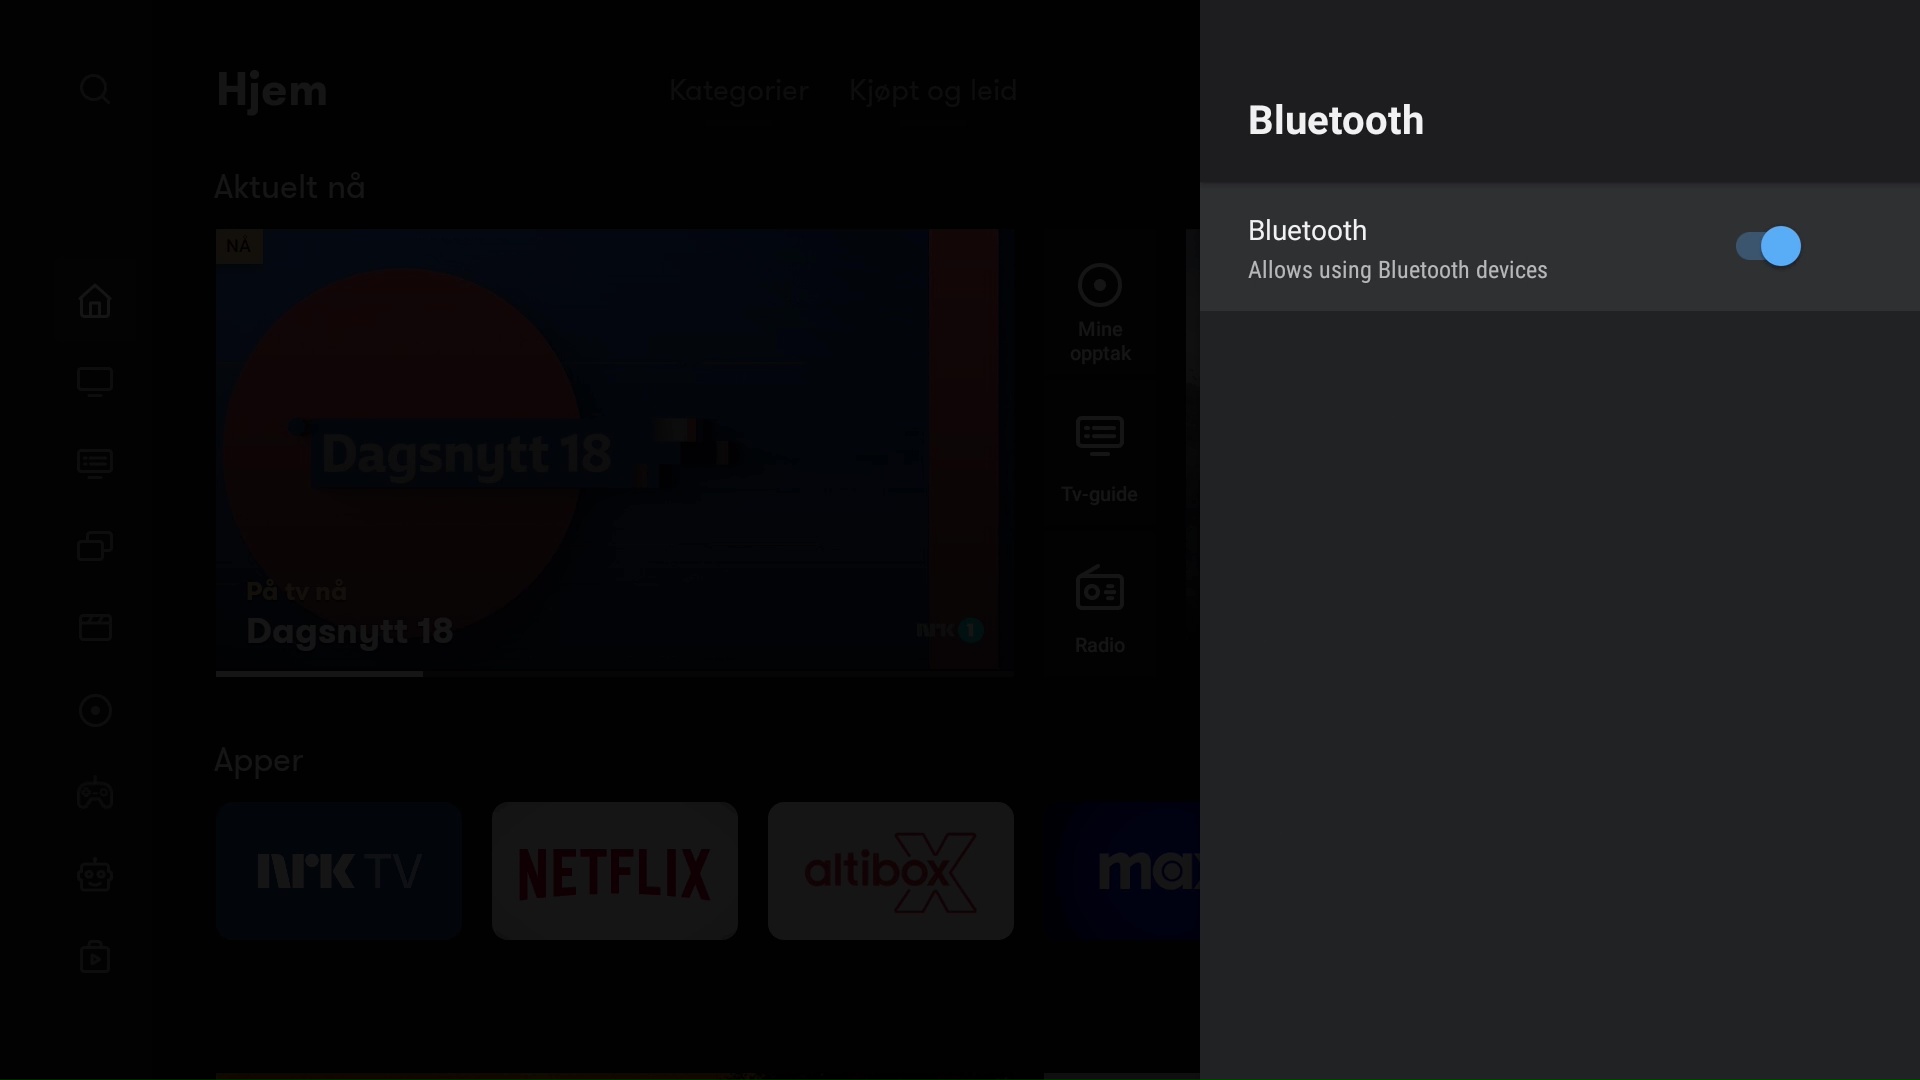 Hjem
Kategorier
Kjøpt og leid
Aktuelt nå
NÅ
Dagsnytt 18
På tv nå
Dagsnytt 18
nrk 1
Mine
opptak
Tv-guide
Radio
Apper
nrk TV
NETFLIX
altibox
max
Bluetooth
Bluetooth
Allows using Bluetooth devices